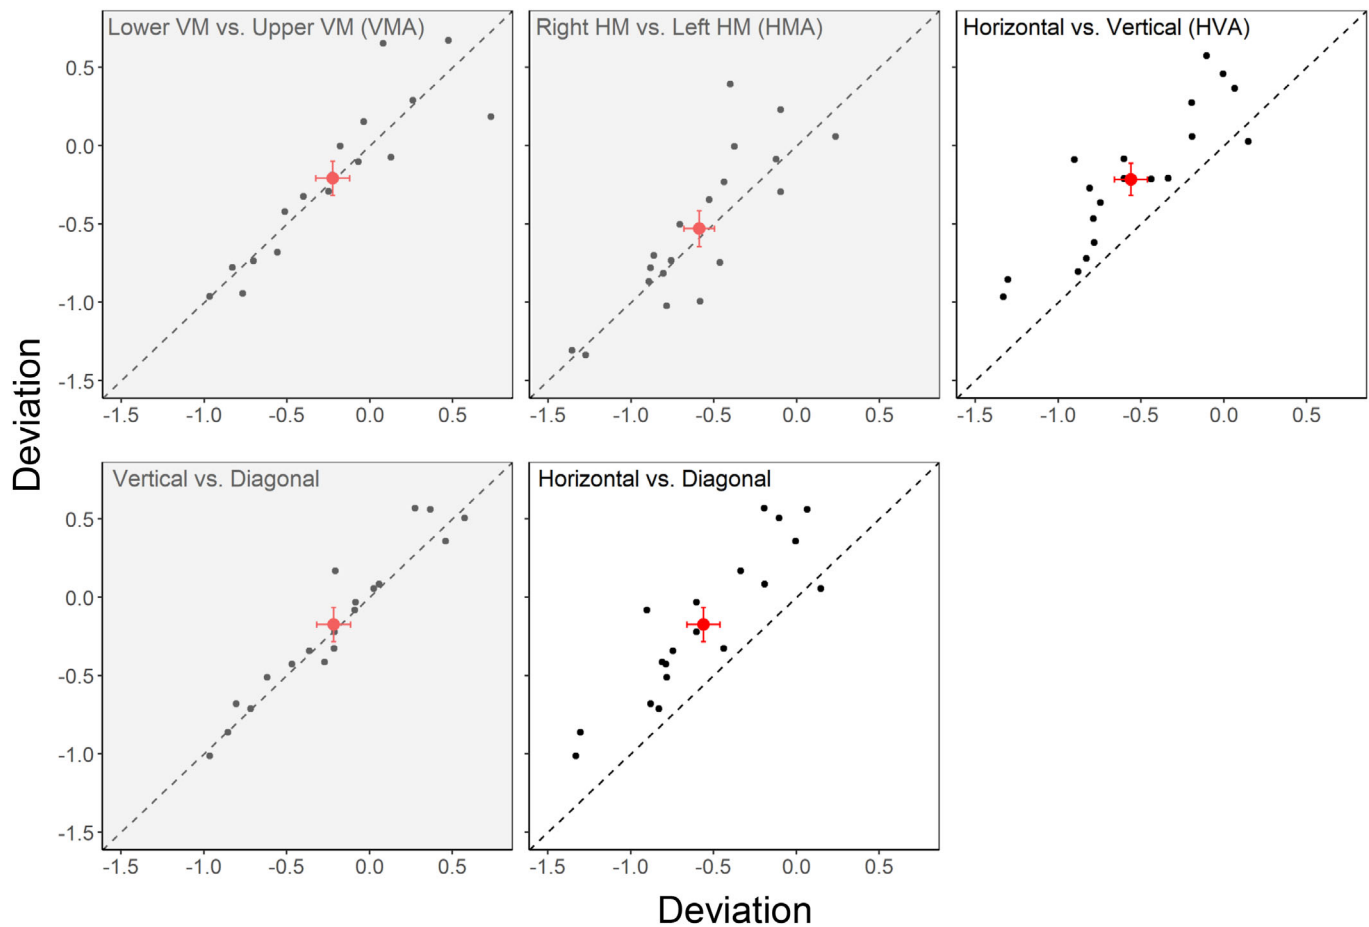 Lower VM vs. Upper VM (VMA)
Right HM vs. Left HM (HMA)
Horizontal vs. Vertical (HVA)
0.5
0.0
-0.5
-1.0
-1.5
-1.5 -1.0 -0.5 0.0 0.5
-1.5 -1.0 -0.5 0.0 0.5
-1.5 -1.0 -0.5 0.0 0.5
Deviation
Vertical vs. Diagonal
Horizontal vs. Diagonal
0.5
0.0
-0.5
-1.0
-1.5
-1.5 -1.0 -0.5 0.0 0.5
-1.5 -1.0 -0.5 0.0 0.5
Deviation